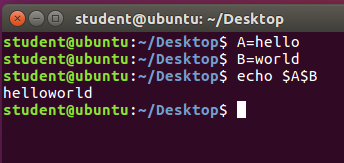 student@ubuntu: ~/Desktop
student@ubuntu:~/Desktop$ A=hello
student@ubuntu:~/Desktop$ B=world
student@ubuntu:~/Desktop$ echo $A$B
helloworld
student@ubuntu:~/Desktop$